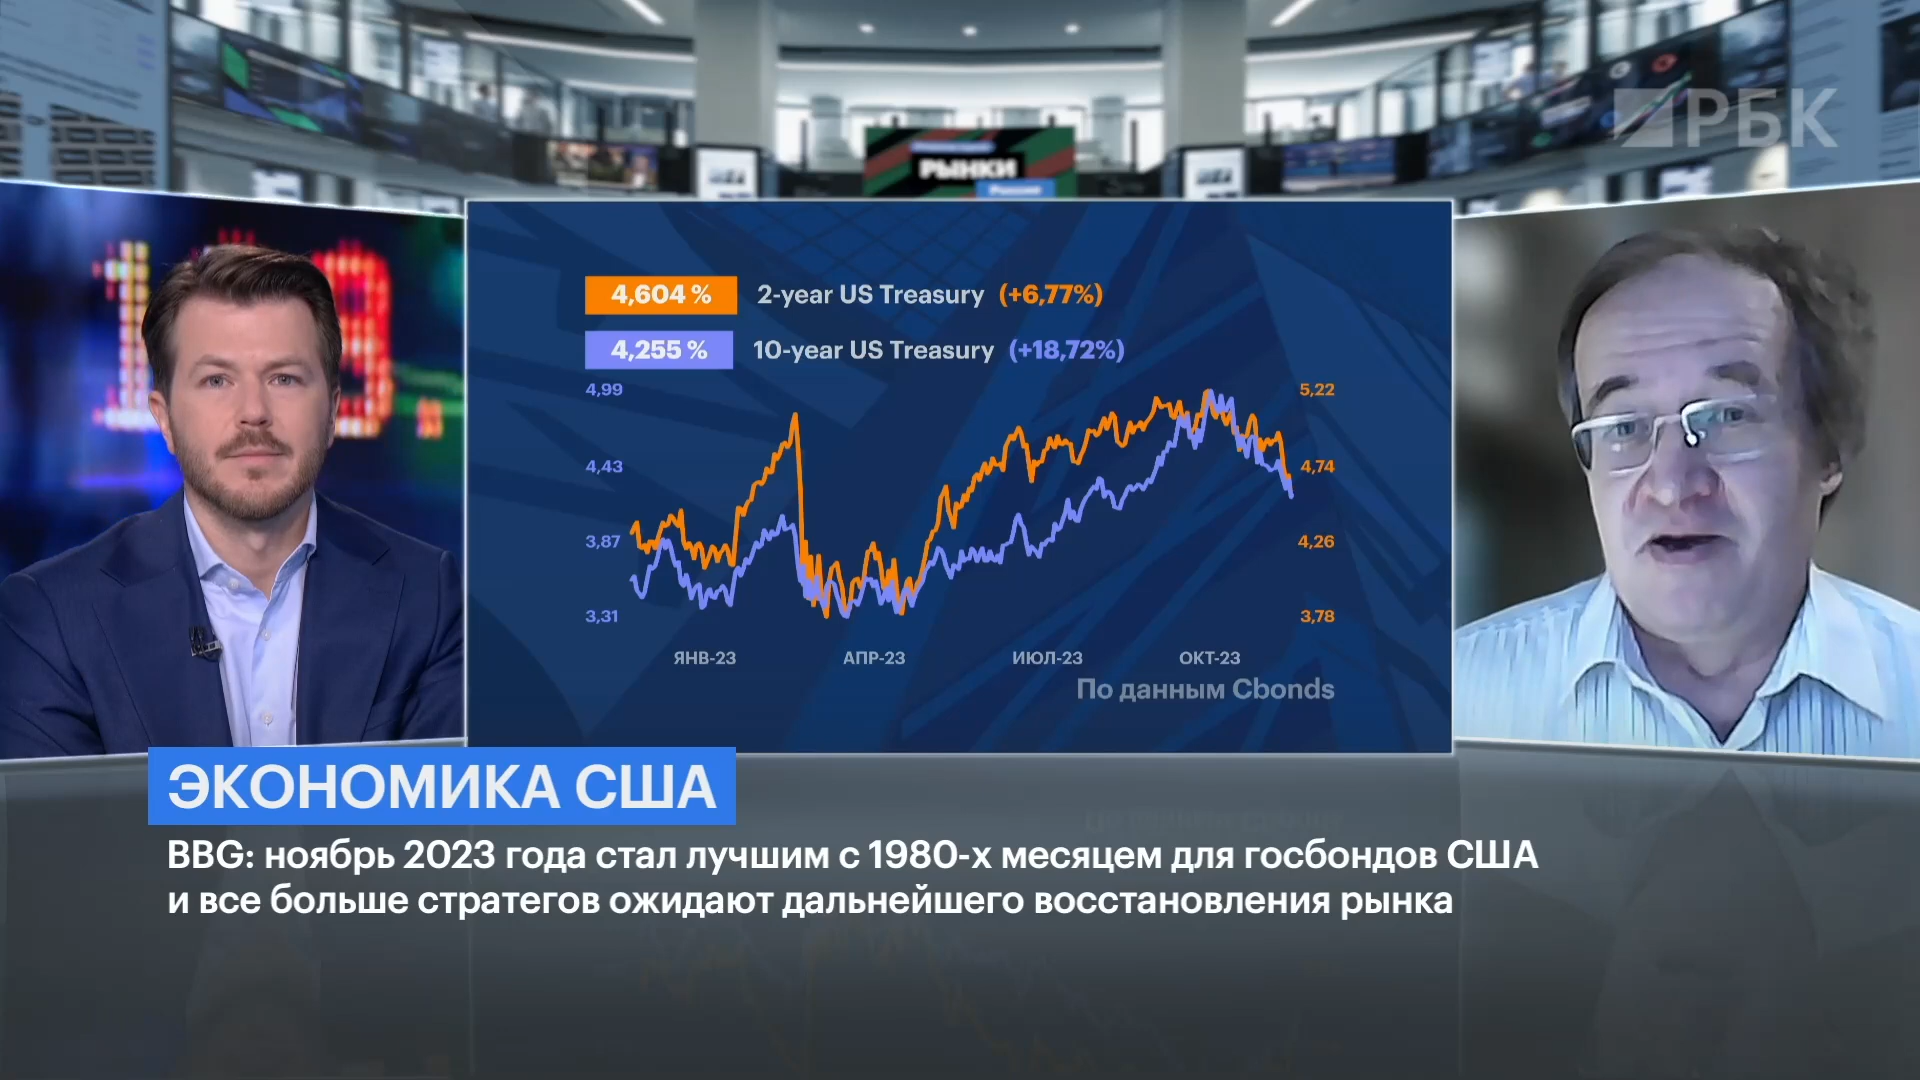 РБК
РЫНКИ
4,604 % 2-year US Treasury (+6,77%)
4,255 % 10-year US Treasury (+18,72%)
4,99 5,22
4,43 4,74
3,87 4,26
3,31 3,78
ЯНВ-23 АПР-23 ИЮЛ-23 ОКТ-23
По данным Cbonds
ЭКОНОМИКА США
BBG: ноябрь 2023 года стал лучшим с 1980-х месяцем для госбондов США
и все больше стратегов ожидают дальнейшего восстановления рынка